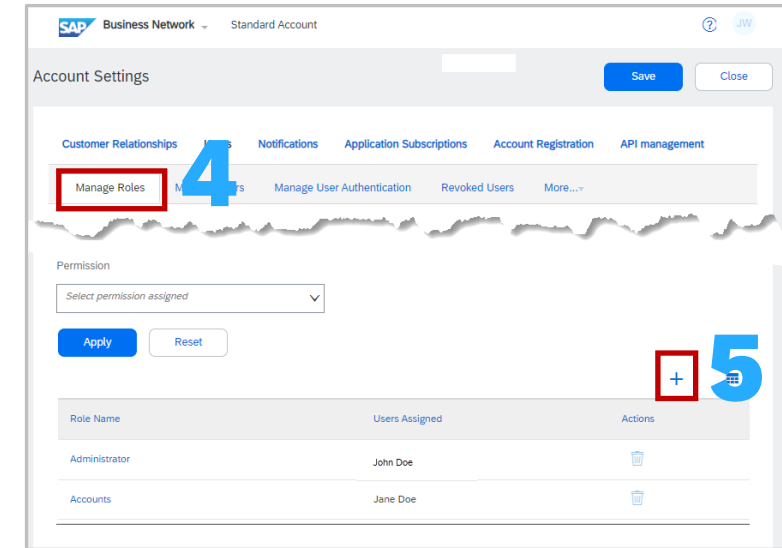 SAP Business Network Standard Account ? JW
Account Settings Save Close
Customer Relationships Notifications Application Subscriptions Account Registration API management
4
Manage Roles Manage User Authentication Revoked Users More...
Permission
Select permission assigned
Apply Reset
+ 5
Role Name Users Assigned Actions
Administrator John Doe
Accounts Jane Doe